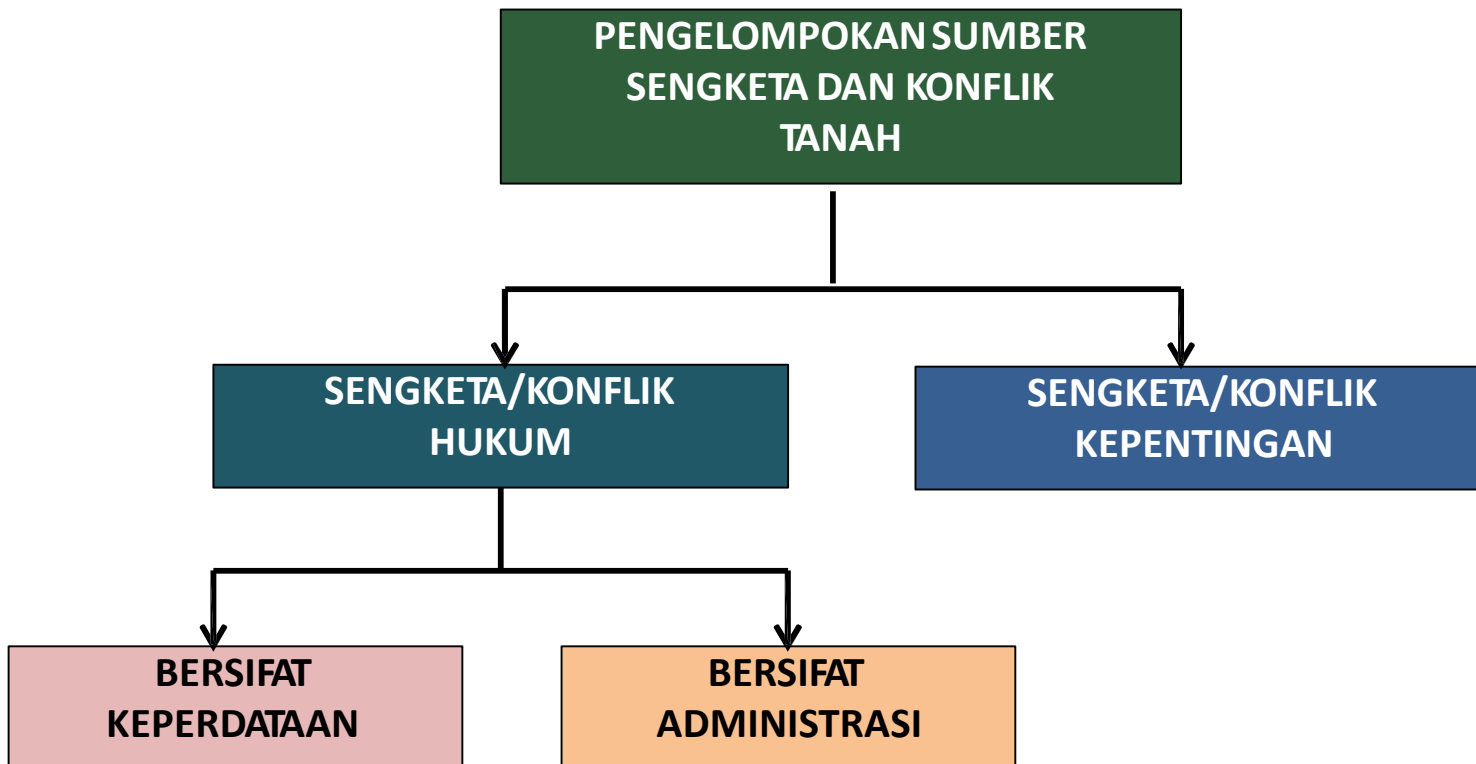 PENGELOMPOKAN SUMBER
SENGKETA DAN KONFLIK
TANAH
SENGKETA/KONFLIK
HUKUM
SENGKETA/KONFLIK
KEPENTINGAN
BERSIFAT
KEPERDATAAN
BERSIFAT
ADMINISTRASI